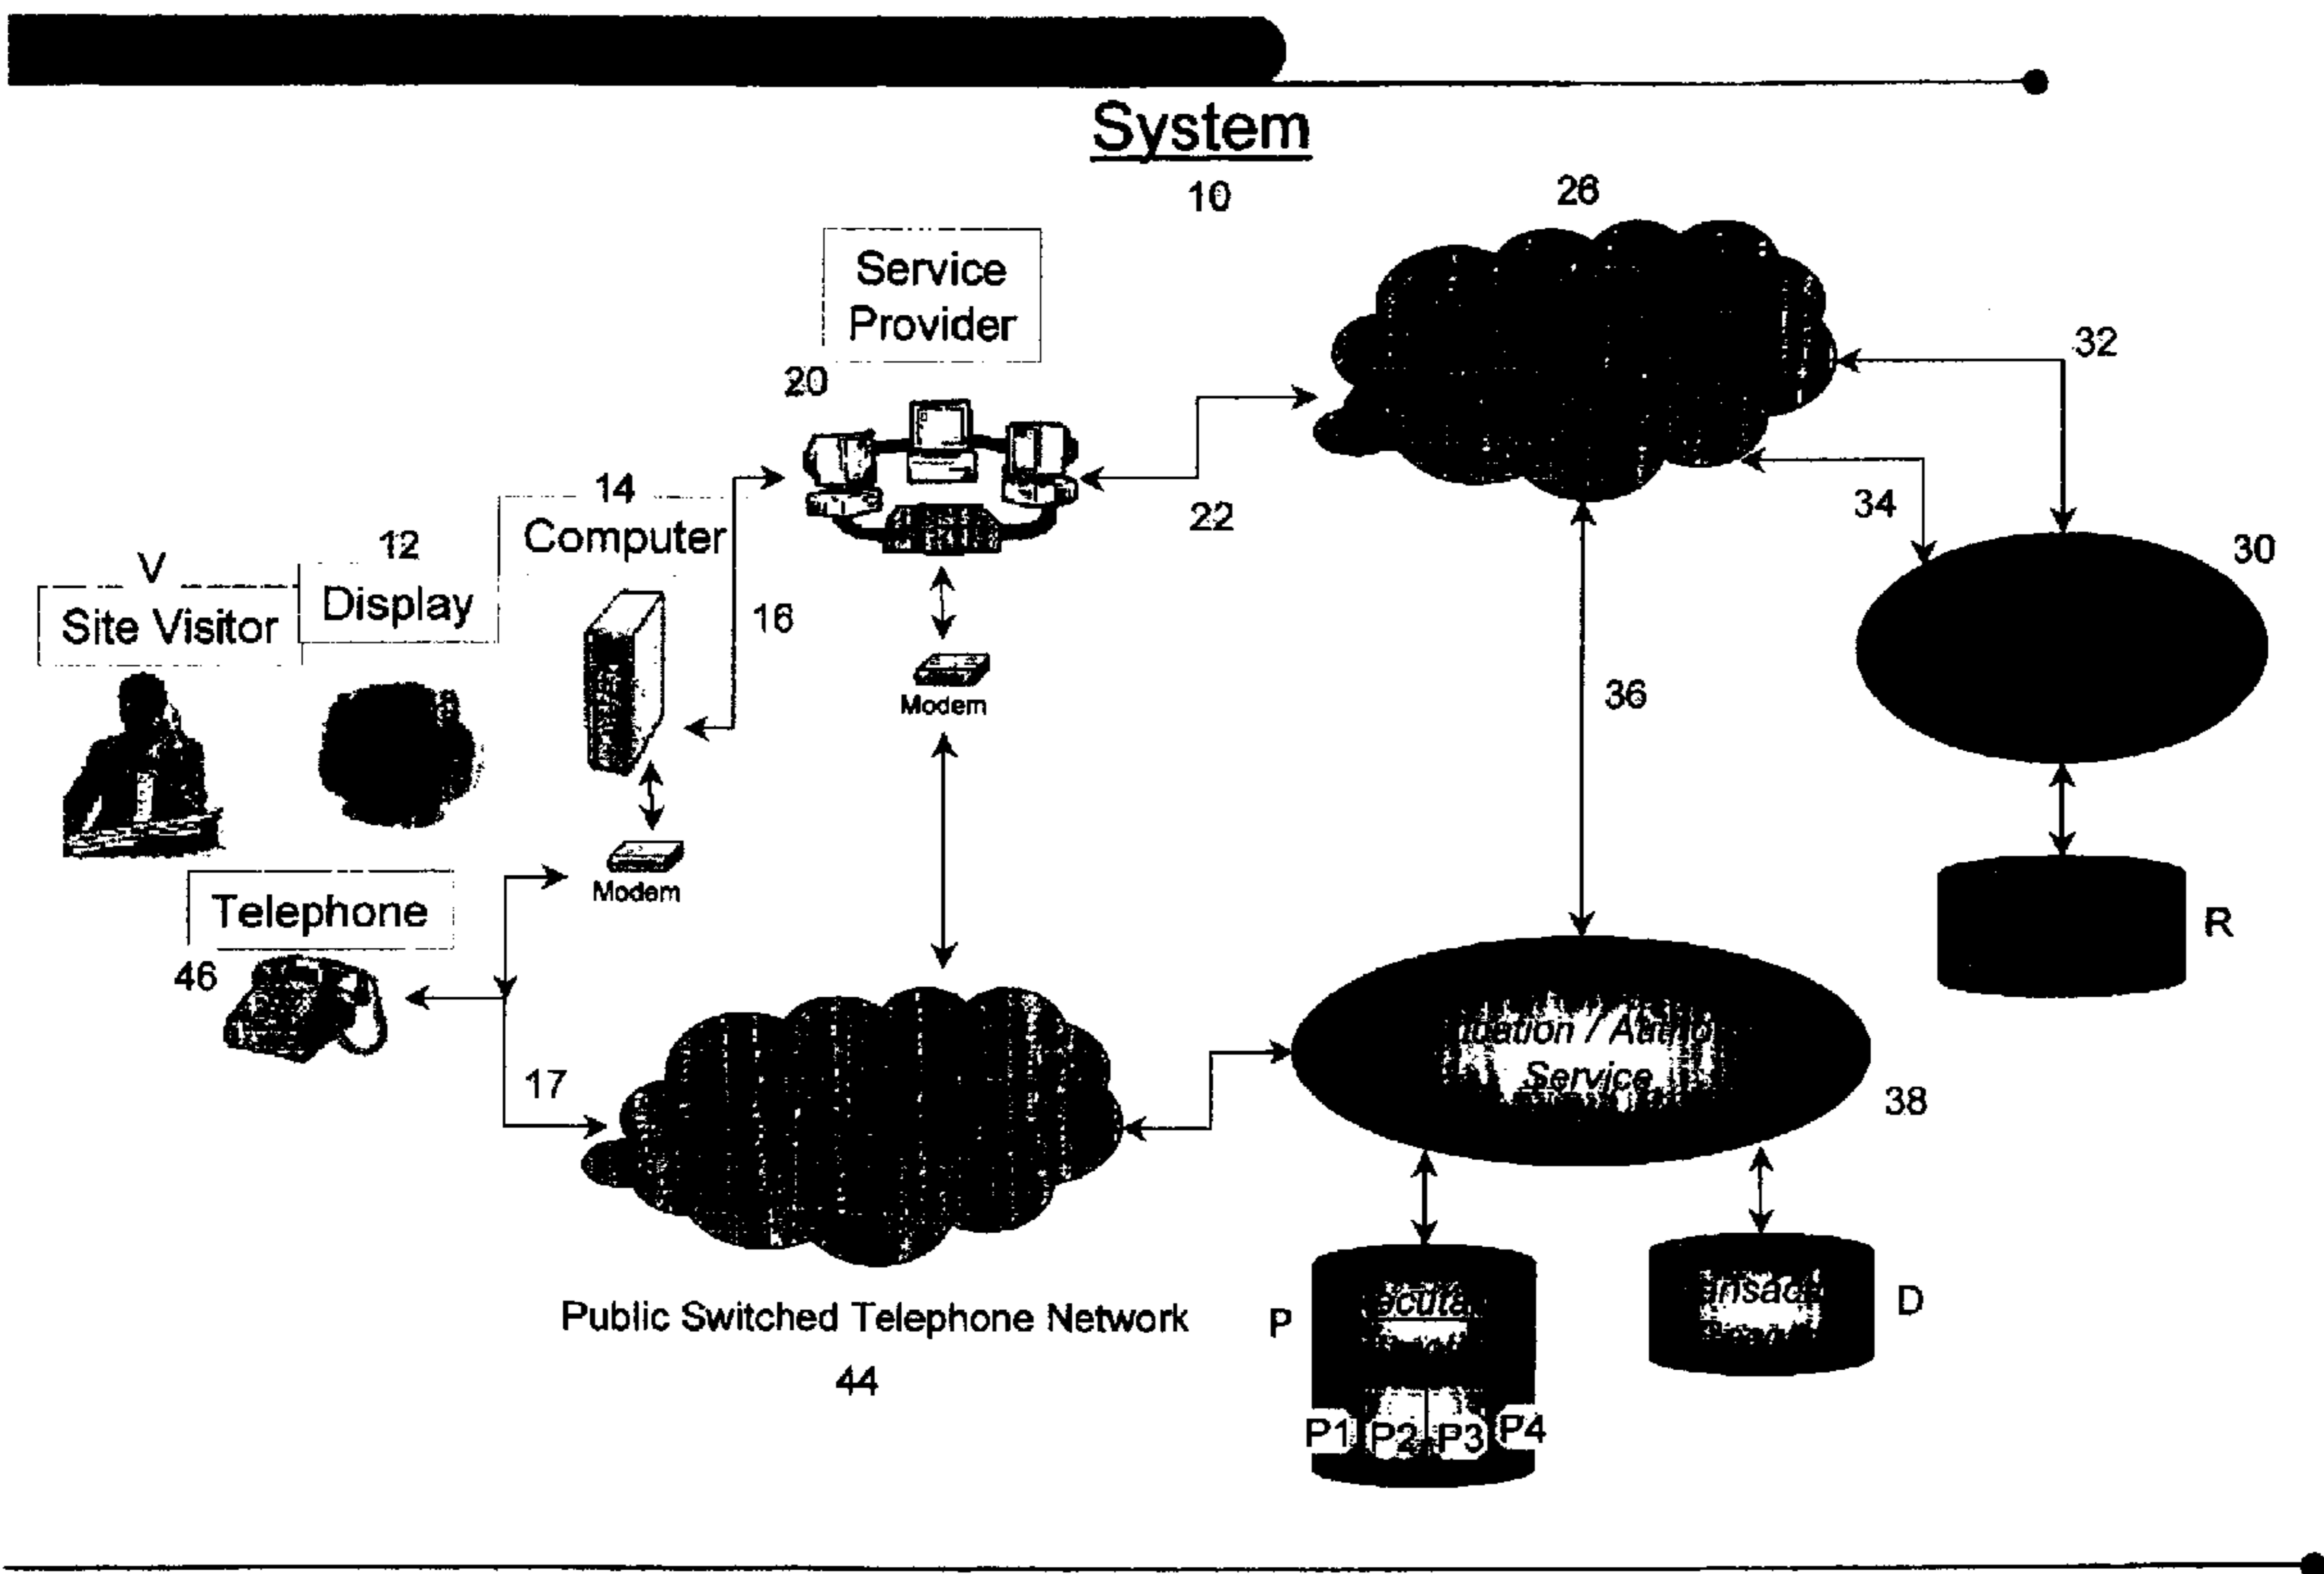 System
10
26
Service
Provider
20
32
14
Computer
22
34
30
12
Display
V
Site Visitor
16
Modem
36
Modem
Telephone
46
R
17
Service
38
Public Switched Telephone Network
44
P
D
P1 P2 P3 P4